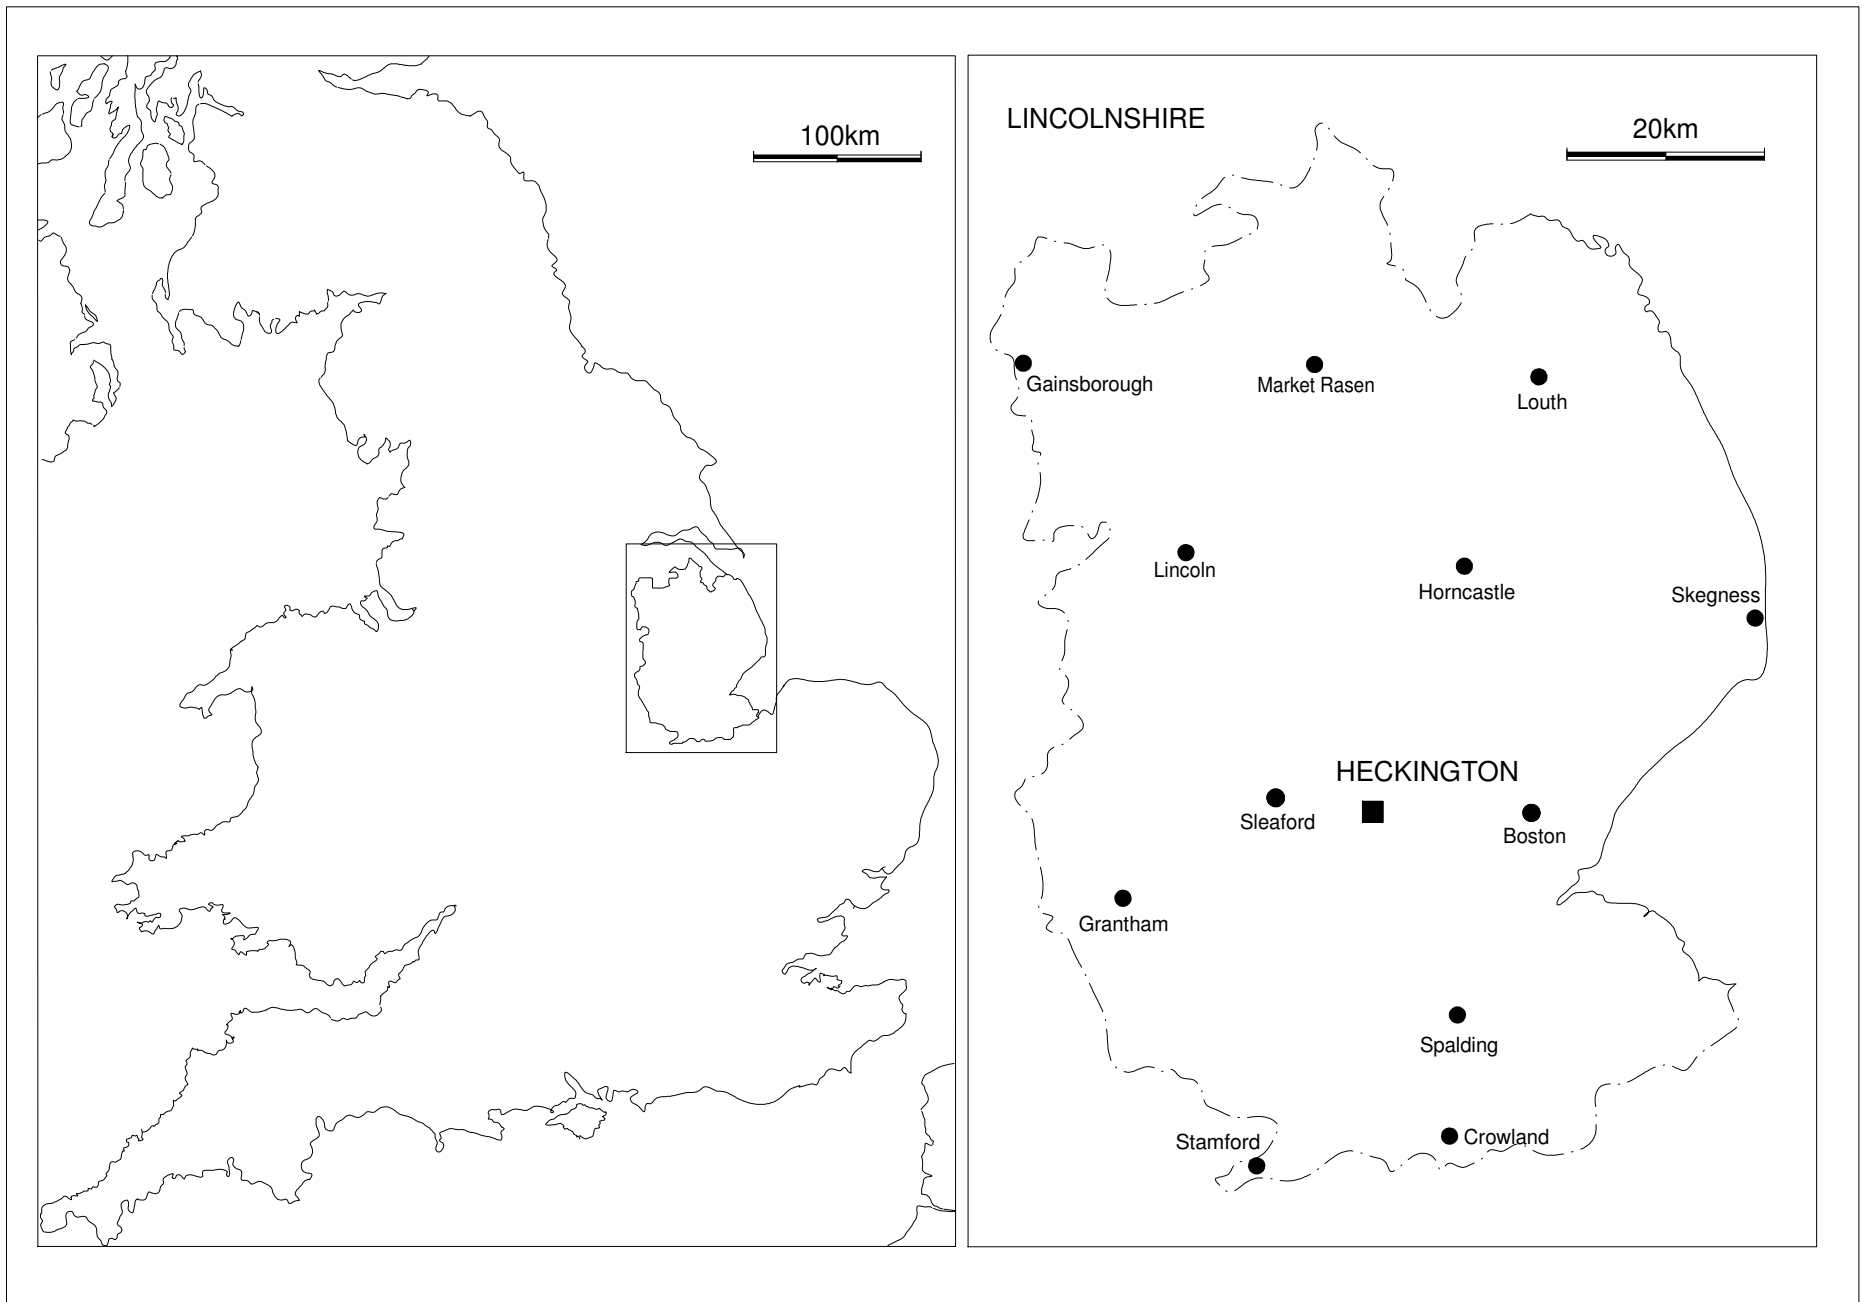 100km
LINCOLNSHIRE
20km
Gainsborough
Market Rasen
Louth
Lincoln
Horncastle
Skegness
HECKINGTON
Sleaford
Boston
Grantham
Spalding
Stamford
Crowland